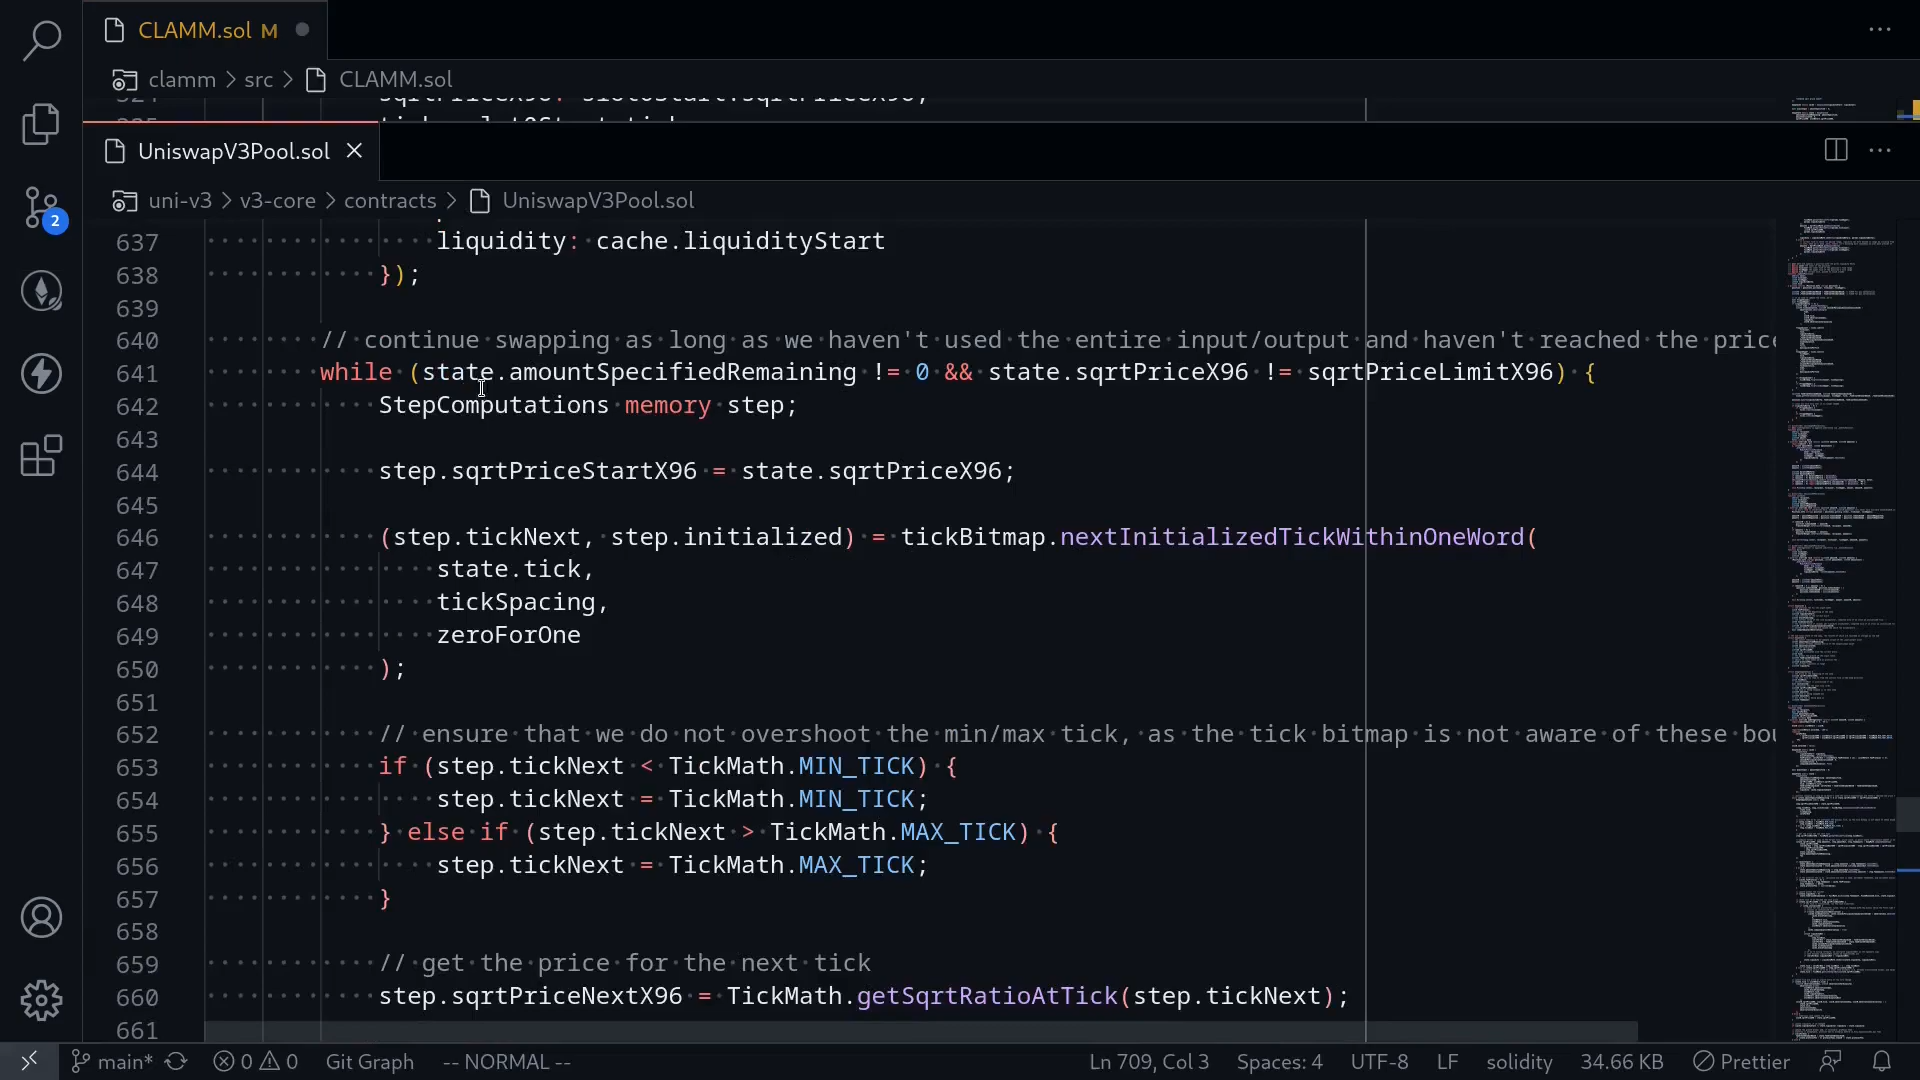 CLAMM.sol M
clamm > src > CLAMM.sol
UniswapV3Pool.sol
uni-v3 > v3-core > contracts > UniswapV3Pool.sol
637 liquidity: cache.liquidityStart
638 });
639
640 // continue swapping as long as we haven't used the entire input/output and haven't reached the price
641 while (state.amountSpecifiedRemaining != 0 && state.sqrtPriceX96 != sqrtPriceLimitX96) {
642 StepComputations memory step;
643
644 step.sqrtPriceStartX96 = state.sqrtPriceX96;
645
646 (step.tickNext, step.initialized) = tickBitmap.nextInitializedTickWithinOneWord(
647 state.tick,
648 tickSpacing,
649 zeroForOne
650 );
651
652 // ensure that we do not overshoot the min/max tick, as the tick bitmap is not aware of these bou
653 if (step.tickNext < TickMath.MIN_TICK) {
654 step.tickNext = TickMath.MIN_TICK;
655 } else if (step.tickNext > TickMath.MAX_TICK) {
656 step.tickNext = TickMath.MAX_TICK;
657 }
658
659 // get the price for the next tick
660 step.sqrtPriceNextX96 = TickMath.getSqrtRatioAtTick(step.tickNext);
661
2
main* 0 0 Git Graph -- NORMAL -- Ln 709, Col 3 Spaces: 4 UTF-8 LF solidity 34.66 KB Prettier